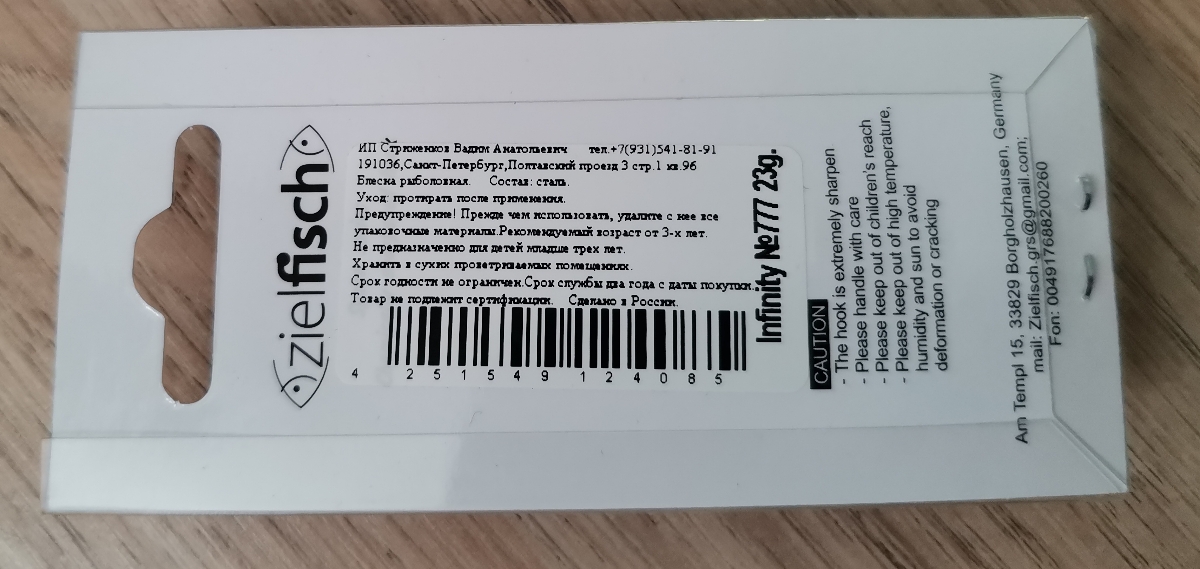 zielfisch
ИП Стриженков Вадим Анатольевич тел.+7(931)541-81-91
191036,Санкт-Петербург,Полтавский проезд 3 стр.1 кв.96
Блесна рыболовная. Состав: сталь.
Уход: протирать после применения.
Предупреждение! Прежде чем использовать, удалите с нее все
упаковочные материалы.Рекомендуемый возраст от 3-х лет.
Не предназначенно для детей младше трех лет.
Хранить в сухих проветриваемых помещениях.
Срок годности не ограничен.Срок службы два года с даты покупки.
Товар не подлежит сертификации. Сделано в России.
4 251549 124085
Infinity №777 23g.
CAUTION
- The hook is extremely sharpen
- Please handle with care
- Please keep out of children's reach
- Please keep out of high temperature,
humidity and sun to avoid
deformation or cracking
Am Templ 15, 33829 Borgholzhausen, Germany
mail: Zielfisch.grs@gmail.com;
Fon: 004917688200260